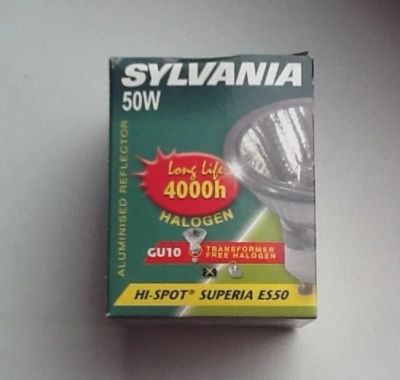 SYLVANIA
50W
ALUMINISED REFLECTOR
Long Life
4000h
HALOGEN
GU10
TRANSFORMER
FREE HALOGEN
HI-SPOT® SUPERIA ES50